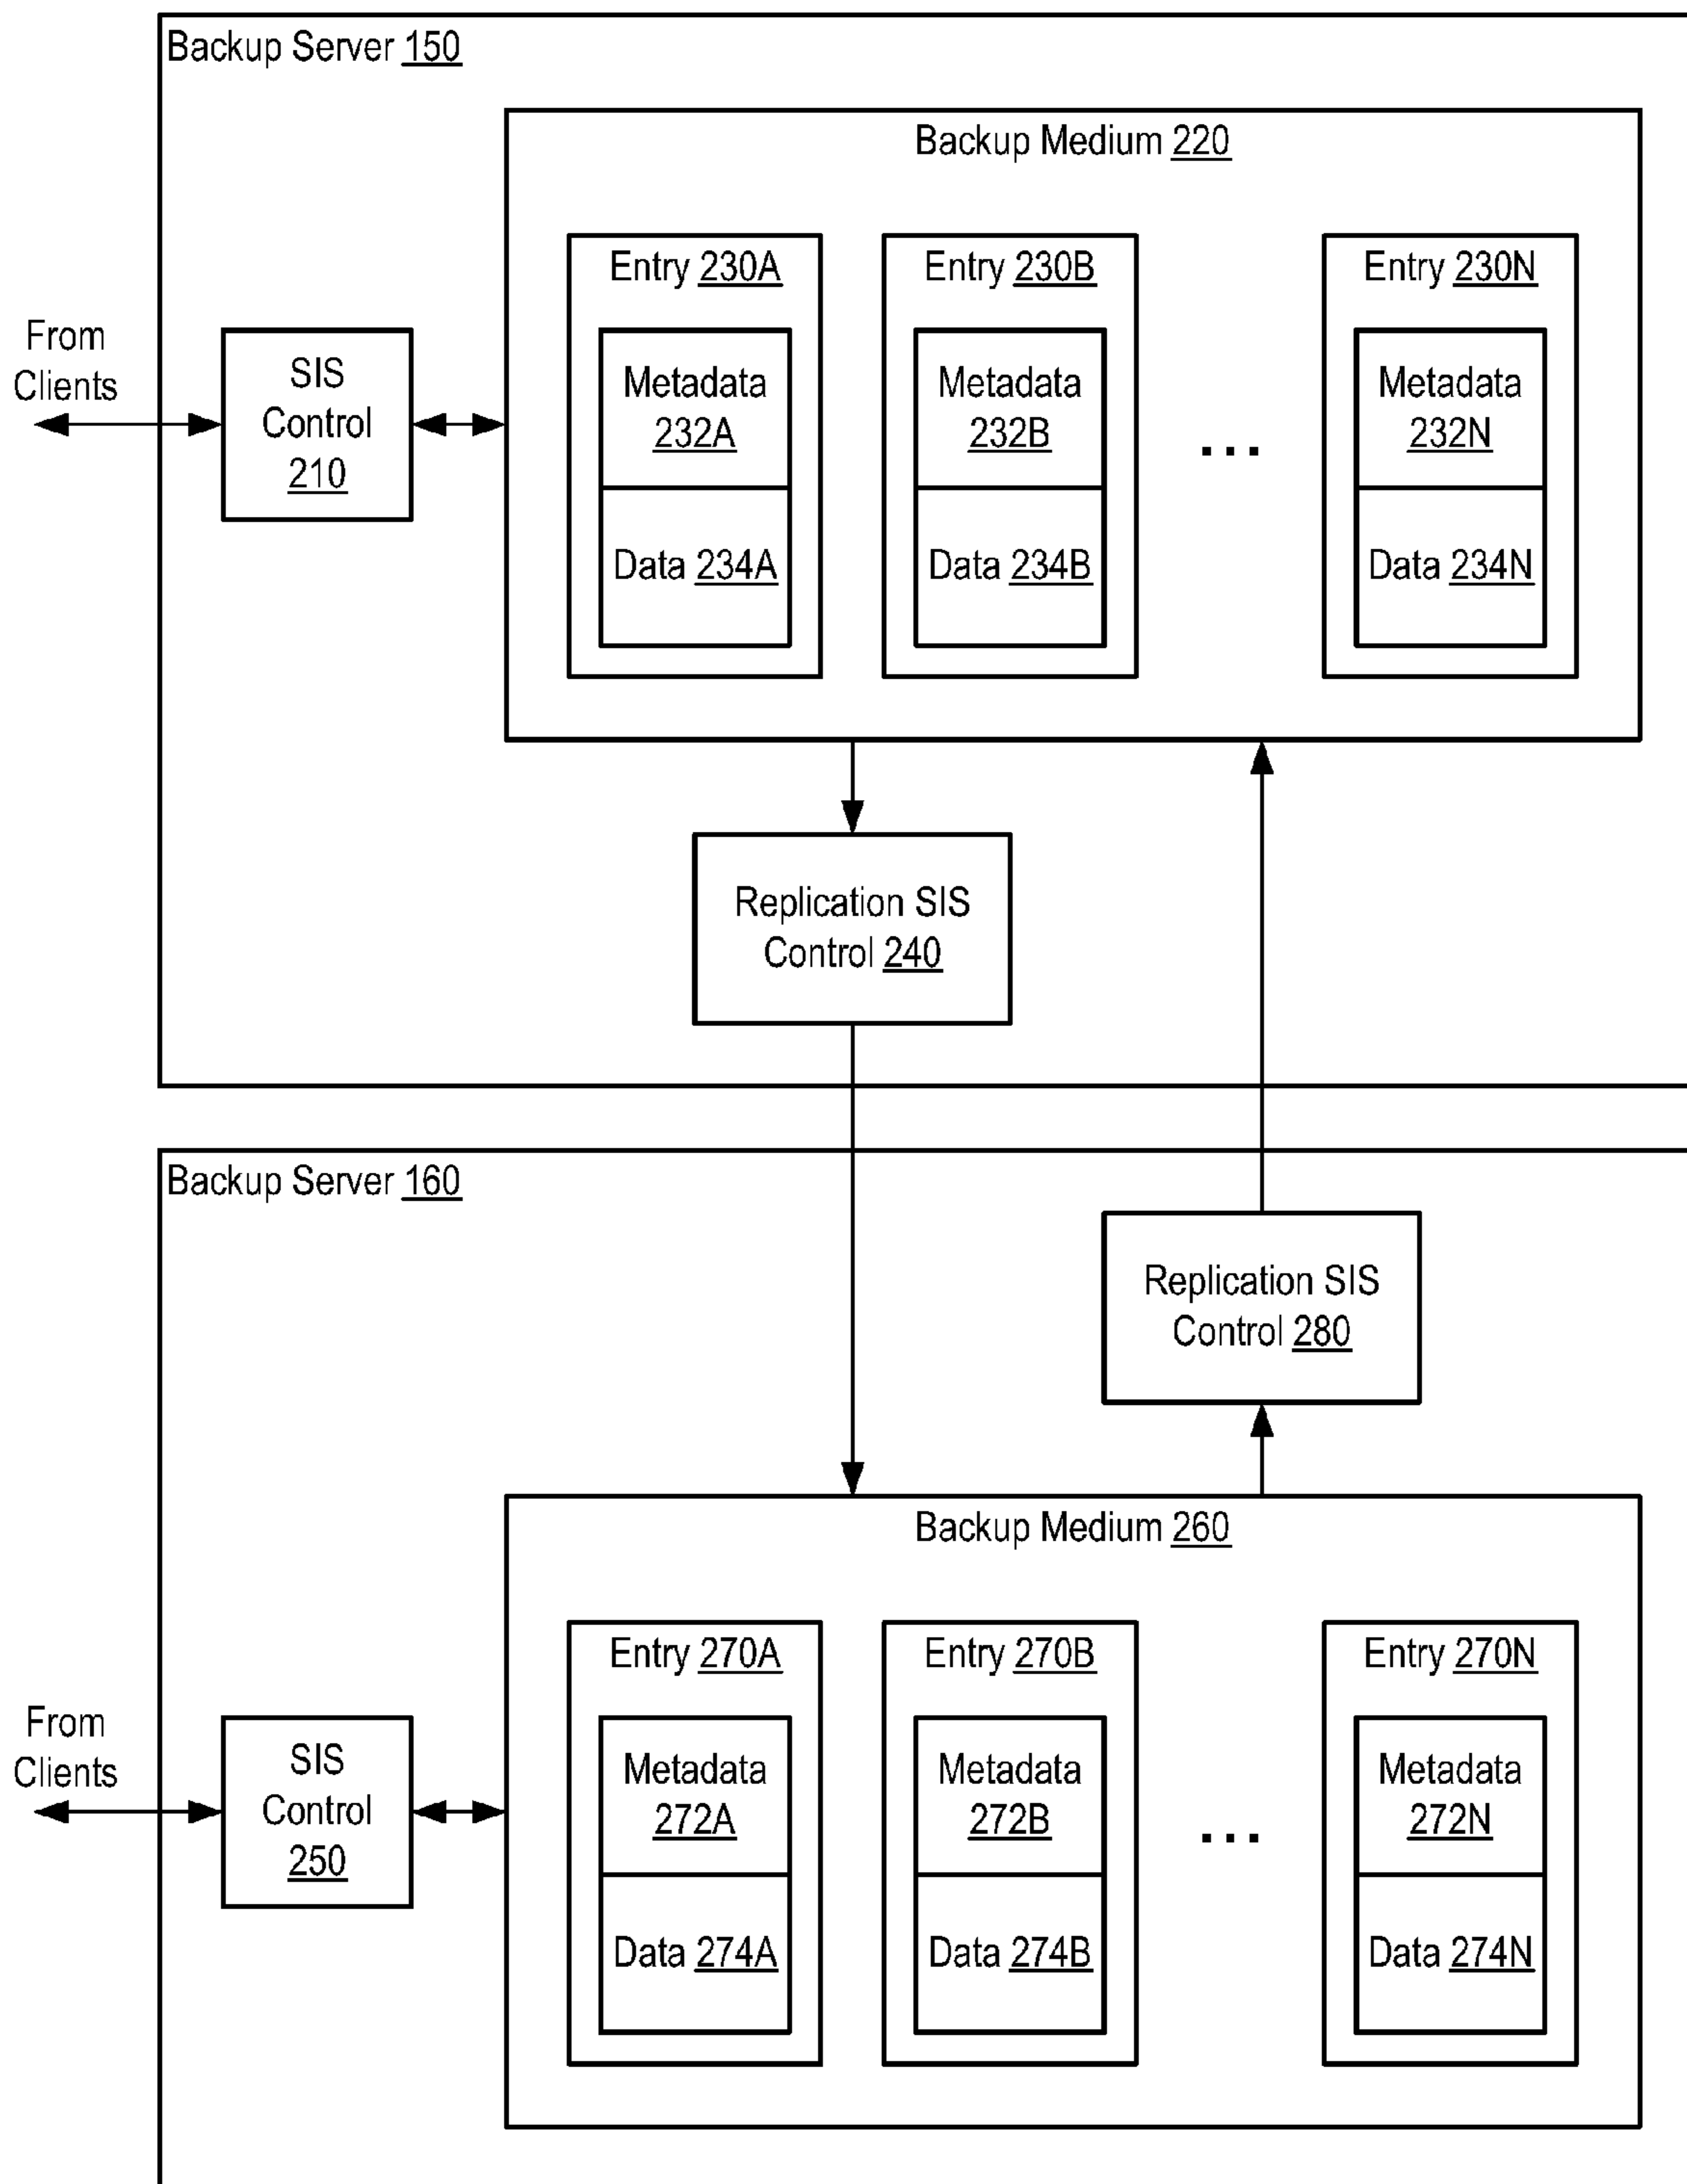 Backup Server 150
Backup Medium 220
Entry 230A
Entry 230B
Entry 230N
From
Clients
SIS
Control
210
Metadata
232A
Metadata
232B
...
Metadata
232N
Data 234A
Data 234B
Data 234N
Replication SIS
Control 240
Backup Server 160
Replication SIS
Control 280
Backup Medium 260
Entry 270A
Entry 270B
Entry 270N
From
Clients
SIS
Control
250
Metadata
272A
Metadata
272B
...
Metadata
272N
Data 274A
Data 274B
Data 274N